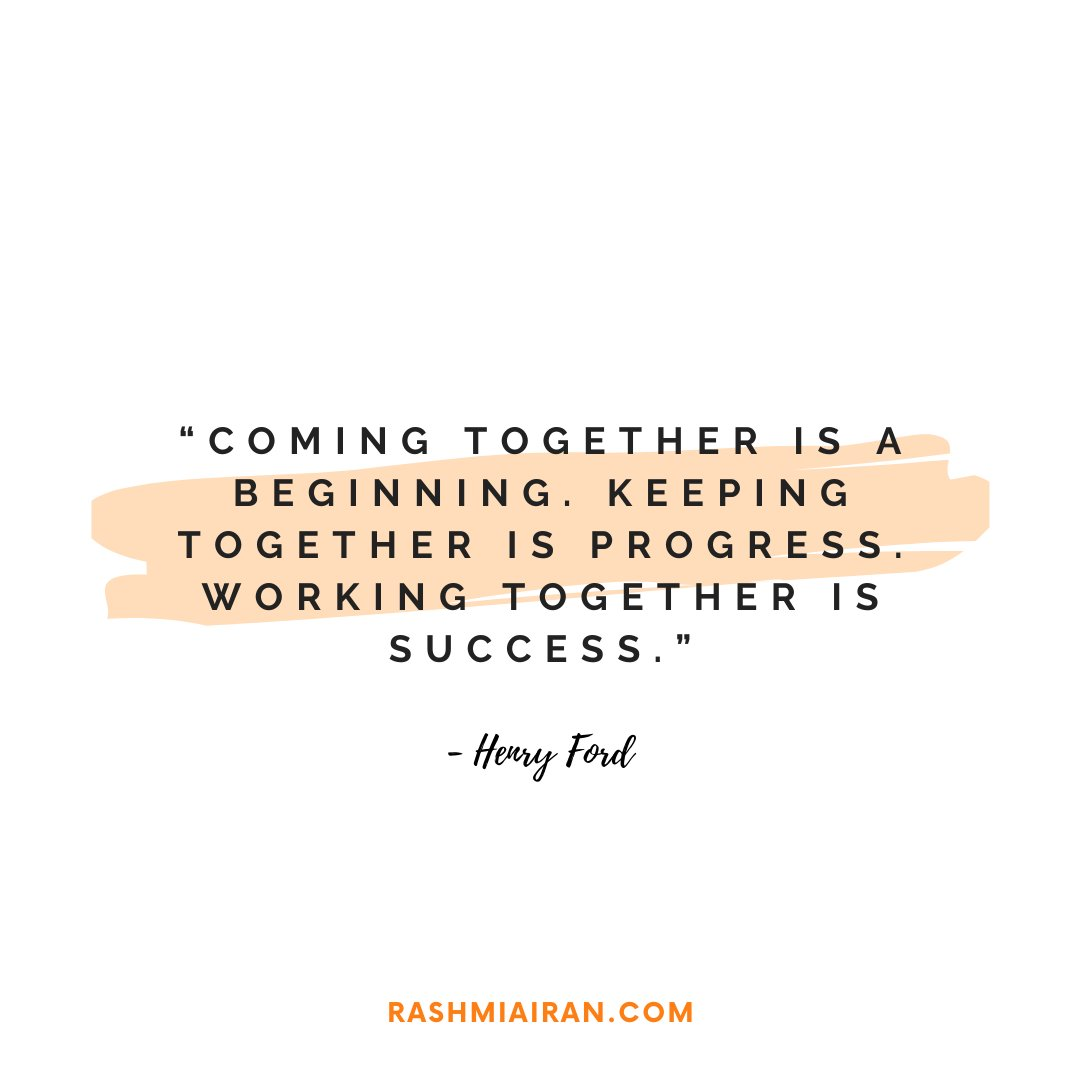 “COMING TOGETHER IS A
BEGINNING. KEEPING
TOGETHER IS PROGRESS.
WORKING TOGETHER IS
SUCCESS.”
- Henry Ford
RASHMIAIRAN.COM